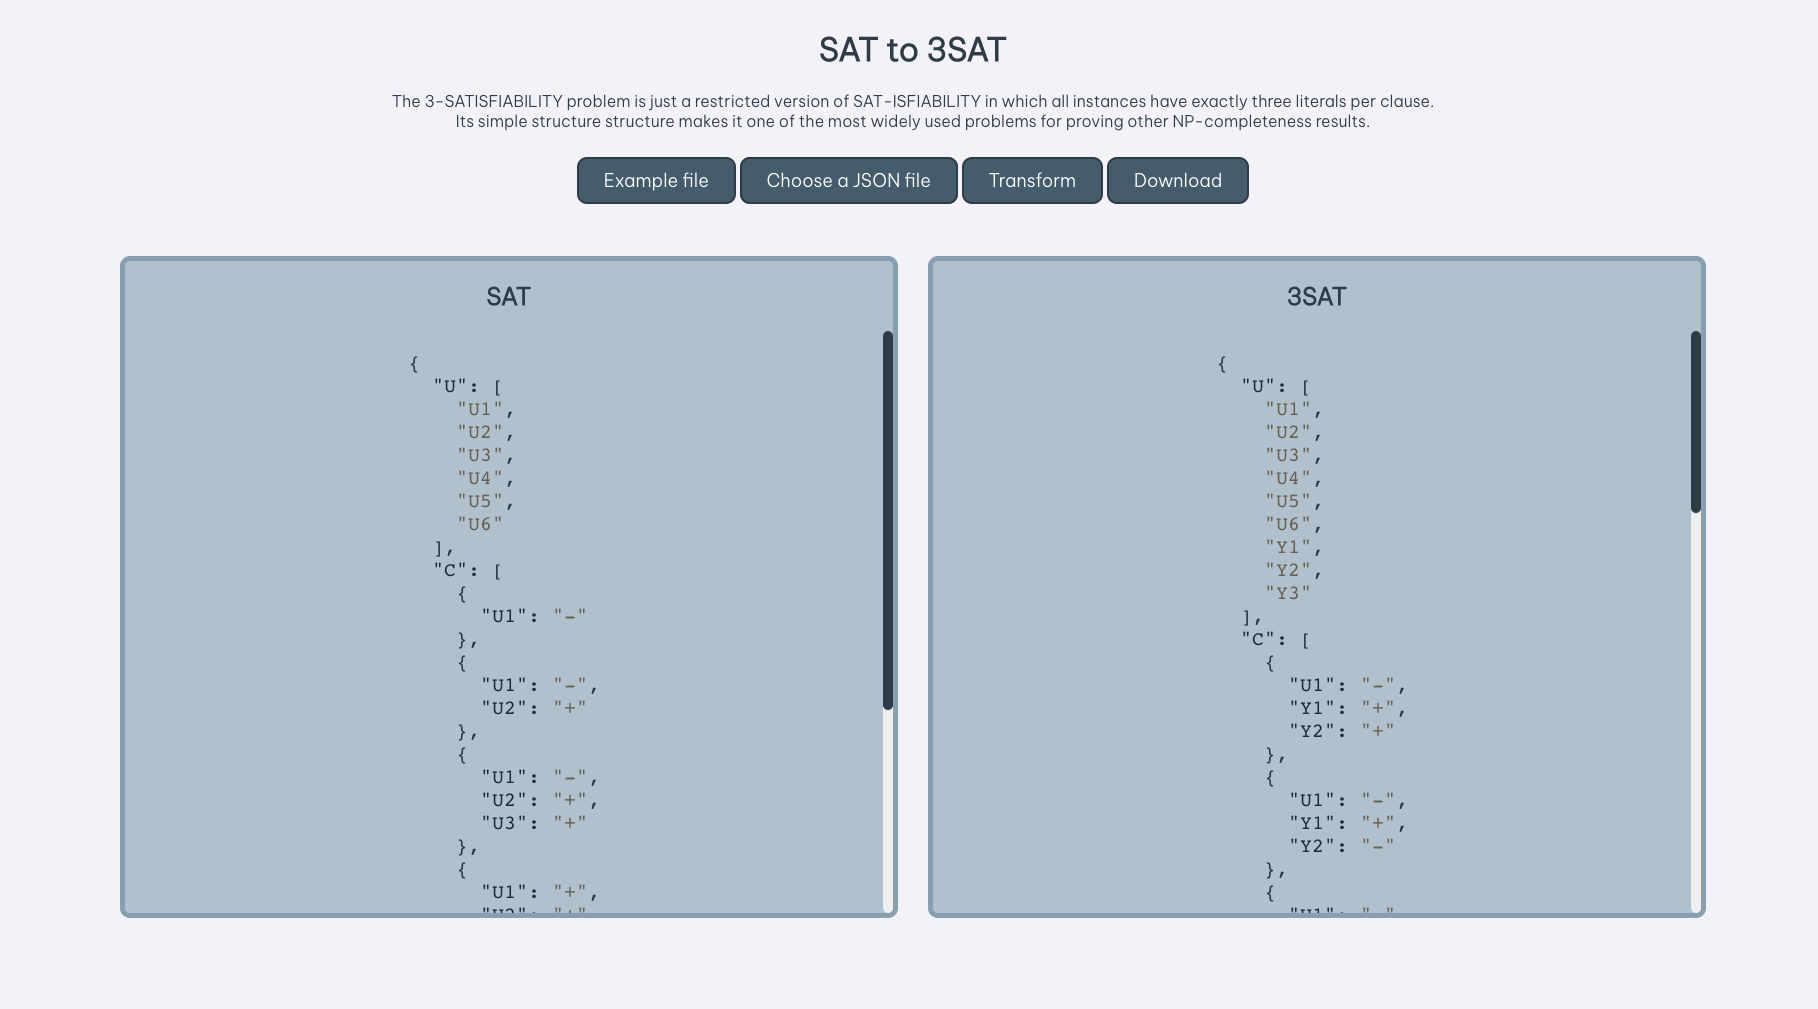 SAT to 3SAT
The 3-SATISFIABILITY problem is just a restricted version of SAT-ISFIABILITY in which all instances have exactly three literals per clause.
Its simple structure structure makes it one of the most widely used problems for proving other NP-completeness results.
Example file
Choose a JSON file
Transform
Download
SAT
{
"U": [
"U1",
"U2",
"U3",
"U4",
"U5",
"U6"
],
"C": [
{
"U1": "-"
},
{
"U1": "-",
"U2": "+"
},
{
"U1": "-",
"U2": "+",
"U3": "+"
},
{
"U1": "+",
3SAT
{
"U": [
"U1",
"U2",
"U3",
"U4",
"U5",
"U6",
"Y1",
"Y2",
"Y3"
],
"C": [
{
"U1": "-",
"Y1": "+",
"Y2": "+"
},
{
"U1": "-",
"Y1": "+",
"Y2": "-"
},
{